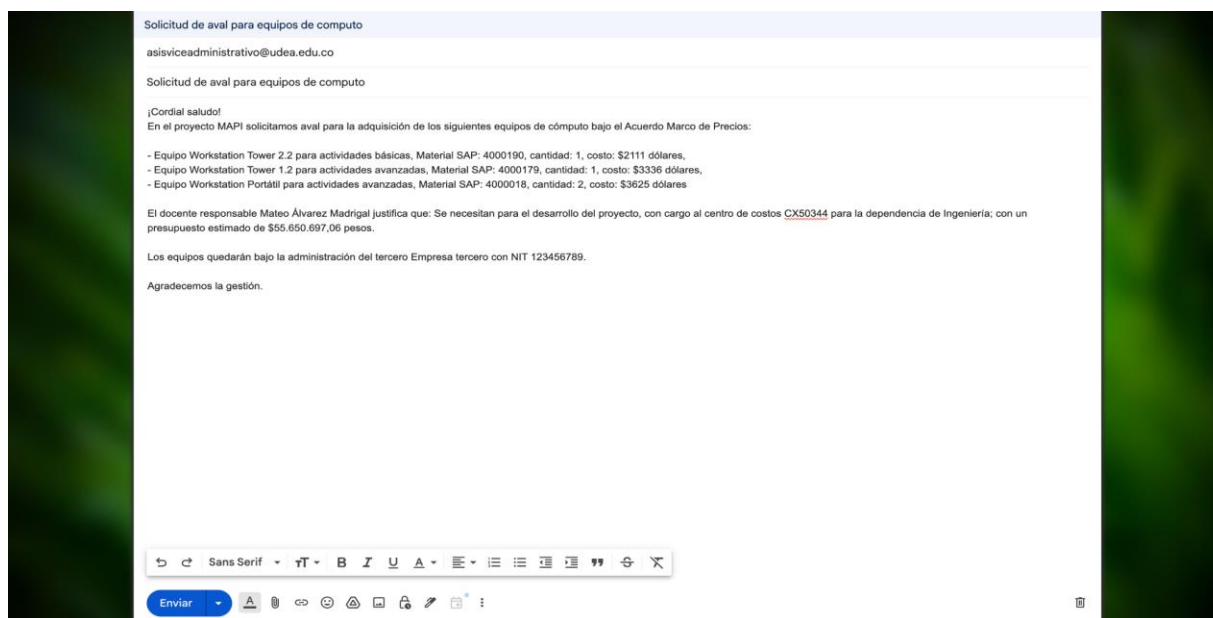 Solicitud de aval para equipos de computo
asisviceadministrativo@udea.edu.co
Solicitud de aval para equipos de computo
¡Cordial saludo!
En el proyecto MAPI solicitamos aval para la adquisición de los siguientes equipos de cómputo bajo el Acuerdo Marco de Precios:
- Equipo Workstation Tower 2.2 para actividades básicas, Material SAP: 4000190, cantidad: 1, costo: $2111 dólares,
- Equipo Workstation Tower 1.2 para actividades avanzadas, Material SAP: 4000179, cantidad: 1, costo: $3336 dólares,
- Equipo Workstation Portátil para actividades avanzadas, Material SAP: 4000018, cantidad: 2, costo: $3625 dólares
El docente responsable Mateo Álvarez Madrigal justifica que: Se necesitan para el desarrollo del proyecto, con cargo al centro de costos CX50344 para la dependencia de Ingeniería; con un
presupuesto estimado de $55.650.697,06 pesos.
Los equipos quedarán bajo la administración del tercero Empresa tercero con NIT 123456789.
Agradecemos la gestión.
Sans Serif
Enviar